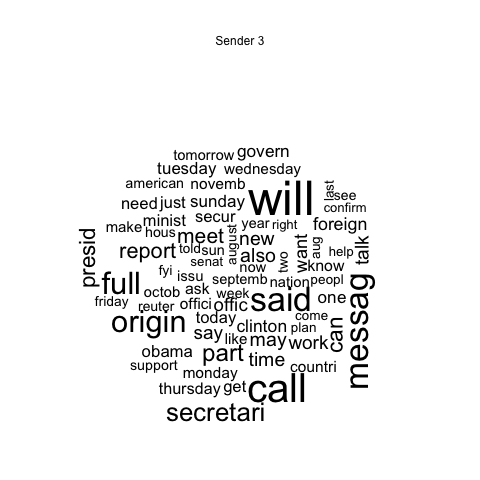 Sender 3
tomorrow govern
tuesday wednesday
american novemb last
will see
need just sunday confirm
minist secur year right foreign
make hous meet august new want aug talk
presid report told sun also help
senat now two know
fyi issu septemb nation peopl
full octob ask week said one messag
friday reuter offici offic come
origin today clinton plan can
say like may work
obama part time
support monday countri
thursday get call
secretari